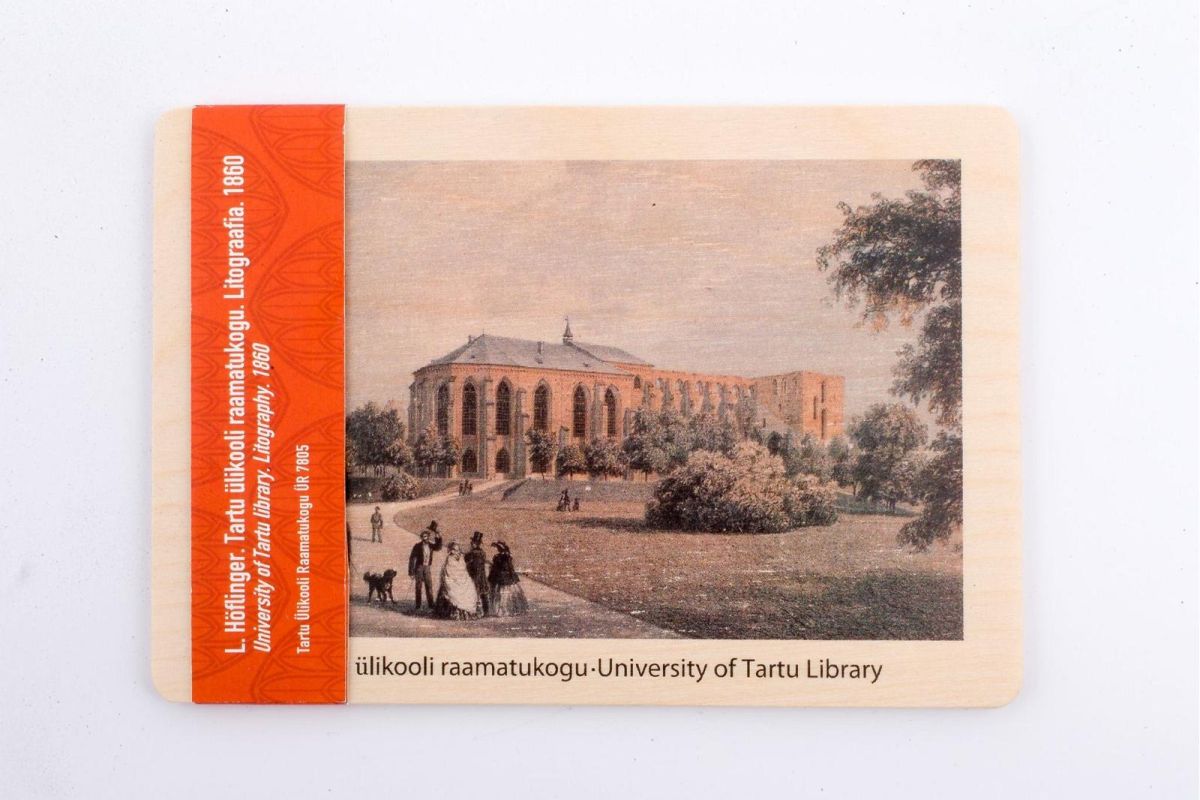 L. Höflinger. Tartu ülikooli raamatukogu. Litograafia. 1860
University of Tartu library. Litography. 1860
Tartu Ülikooli Raamatukogu ÜR 7805
ülikooli raamatukogu·University of Tartu Library